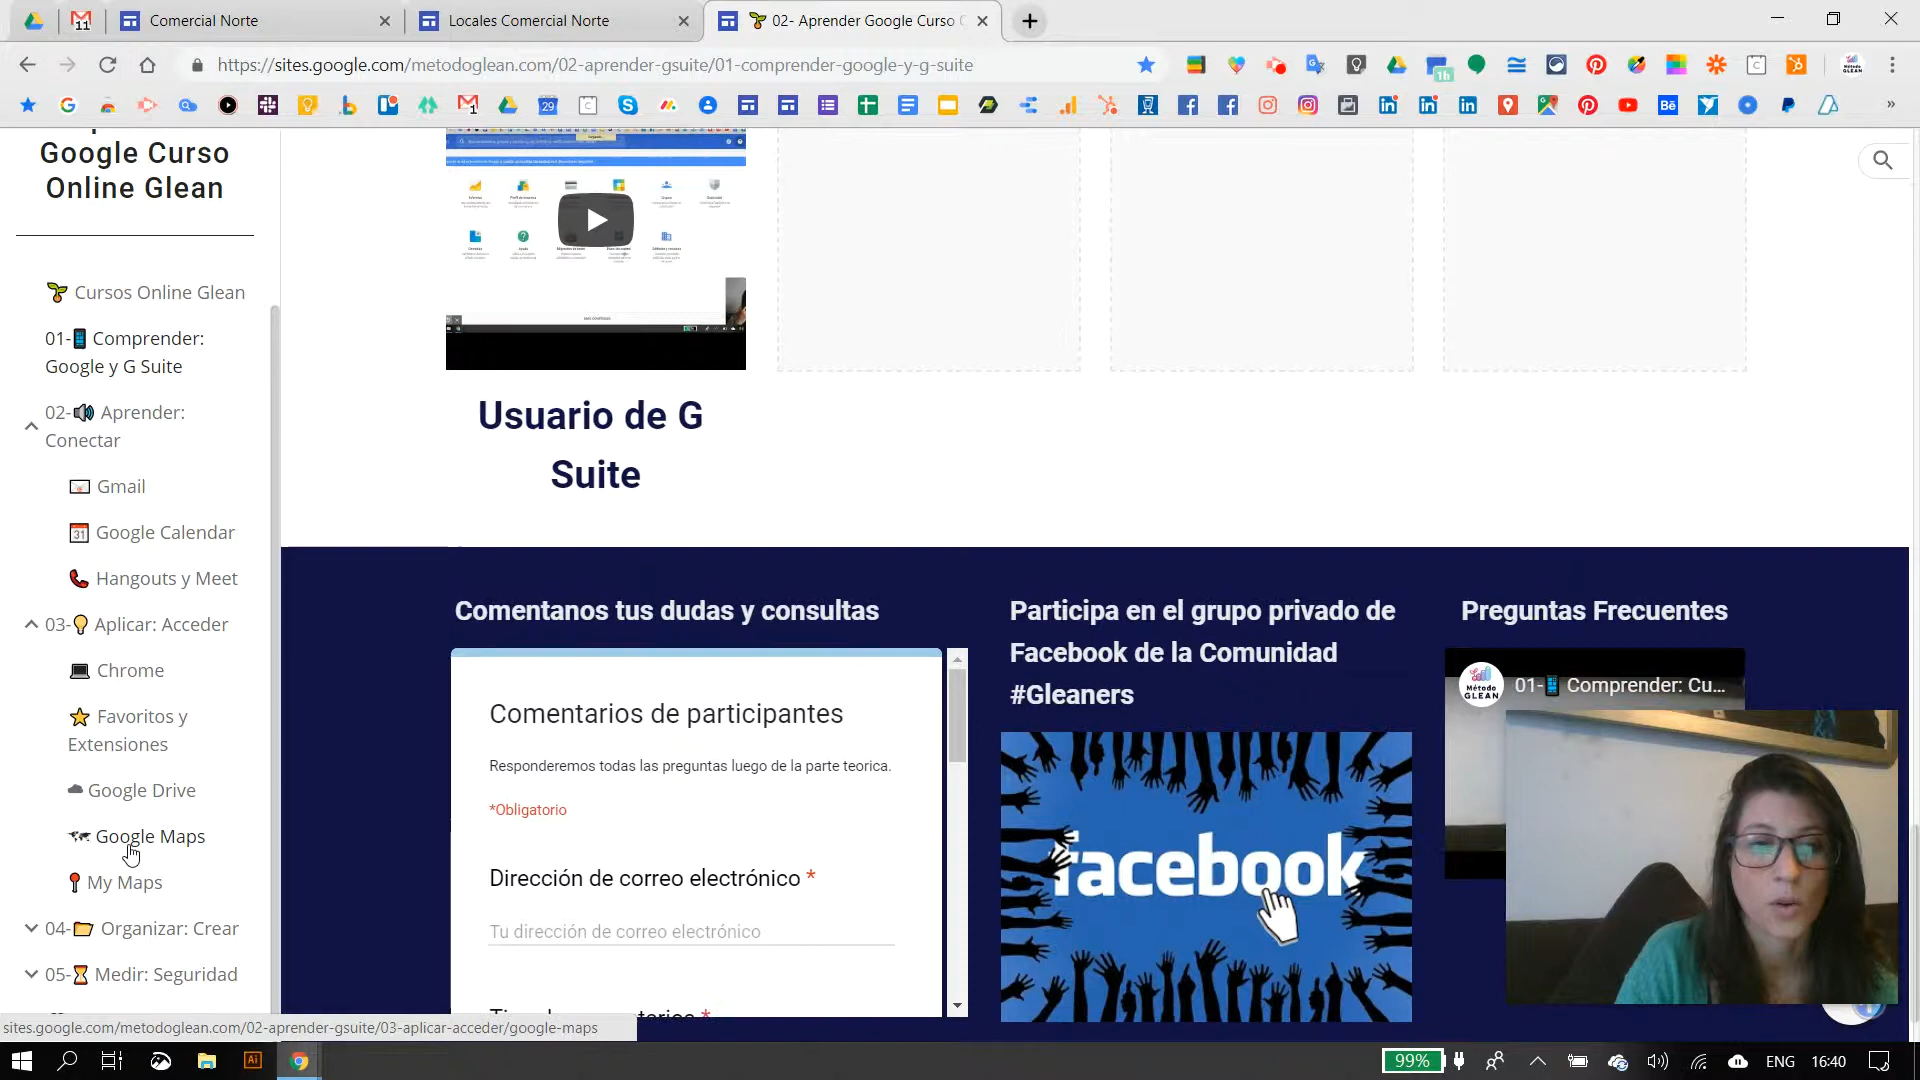 11
Comercial Norte
Locales Comercial Norte
02- Aprender Google Curso
https://sites.google.com/metodoglean.com/02-aprender-gsuite/01-comprender-google-y-g-suite
Google Curso
Online Glean
Cursos Online Glean
01- Comprender:
Google y G Suite
02- Aprender:
Conectar
Gmail
Google Calendar
Hangouts y Meet
03- Aplicar: Acceder
Chrome
Favoritos y
Extensiones
Google Drive
Google Maps
My Maps
04- Organizar: Crear
05- Medir: Seguridad
Usuario de G
Suite
Comentanos tus dudas y consultas
Comentarios de participantes
Responderemos todas las preguntas luego de la parte teorica.
*Obligatorio
Dirección de correo electrónico *
Tu dirección de correo electrónico
Participa en el grupo privado de
Facebook de la Comunidad
#Gleaners
facebook
Preguntas Frecuentes
Método
GLEAN
01- Comprender: Cu...
sites.google.com/metodoglean.com/02-aprender-gsuite/03-aplicar-acceder/google-maps
99%
ENG
16:40